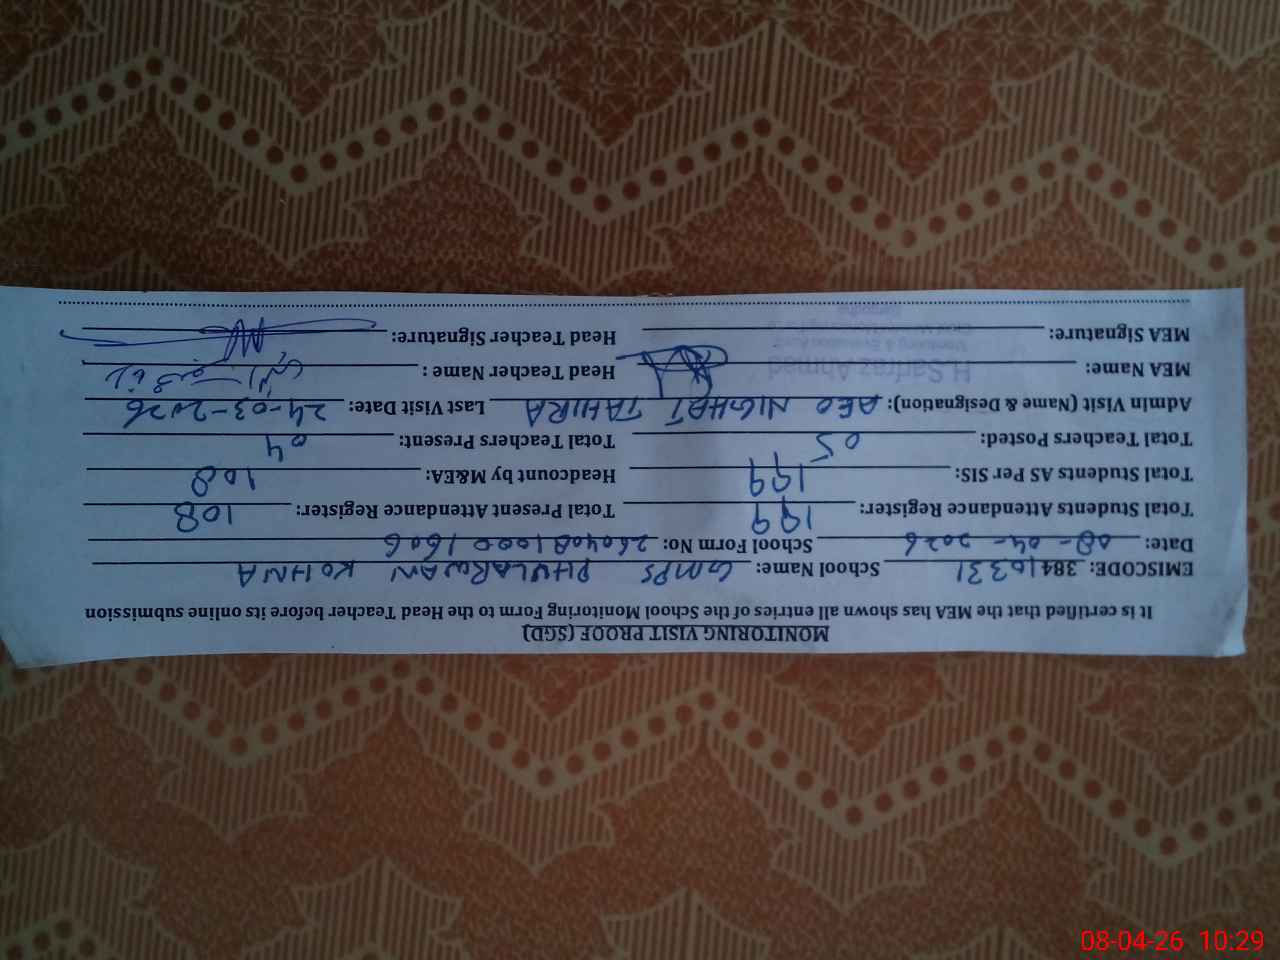 MONITORING VISIT PROOF (SGD)
It is certified that the MEA has shown all entries of the School Monitoring Form to the Head Teacher before its online submission
EMISCODE: 38410331 School Name: GMPS PHULARWAN KOHNA
Date: 08-04-2026 School Form No: 26040810001606
Total Students Attendance Register: 199 Total Present Attendant Register: 108
Total Students AS Per SIS: 199 Headcount by M&EA: 108
Total Teachers Posted: 05 Total Teachers Present: 04
Admin Visit (Name & Designation): AEO NIGHAT TAHIRA Last Visit Date: 24-03-2026
MEA Name: H.Sarfraz Ahmad Head Teacher Name :
Monitoring & Evaluation
MEA Signature: Head Teacher Signature:
08-04-26 10:29